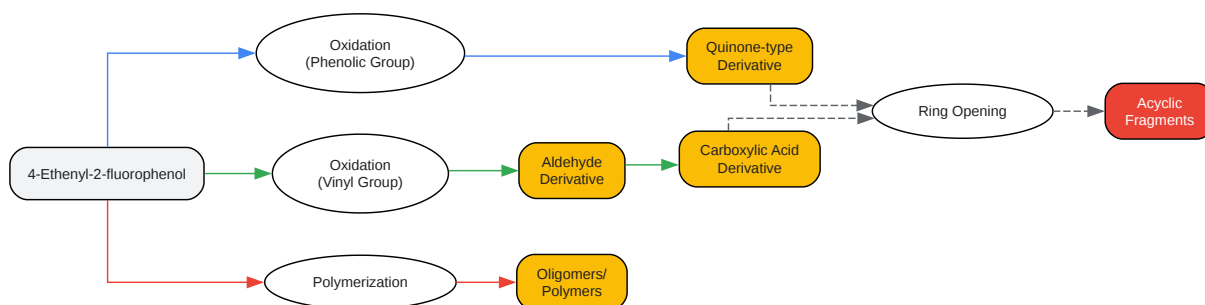 Oxidation
(Phenolic Group)
Quinone-type
Derivative
Ring Opening
Acyclic
Fragments
4-Ethenyl-2-fluorophenol
Oxidation
(Vinyl Group)
Aldehyde
Derivative
Carboxylic Acid
Derivative
Polymerization
Oligomers/
Polymers